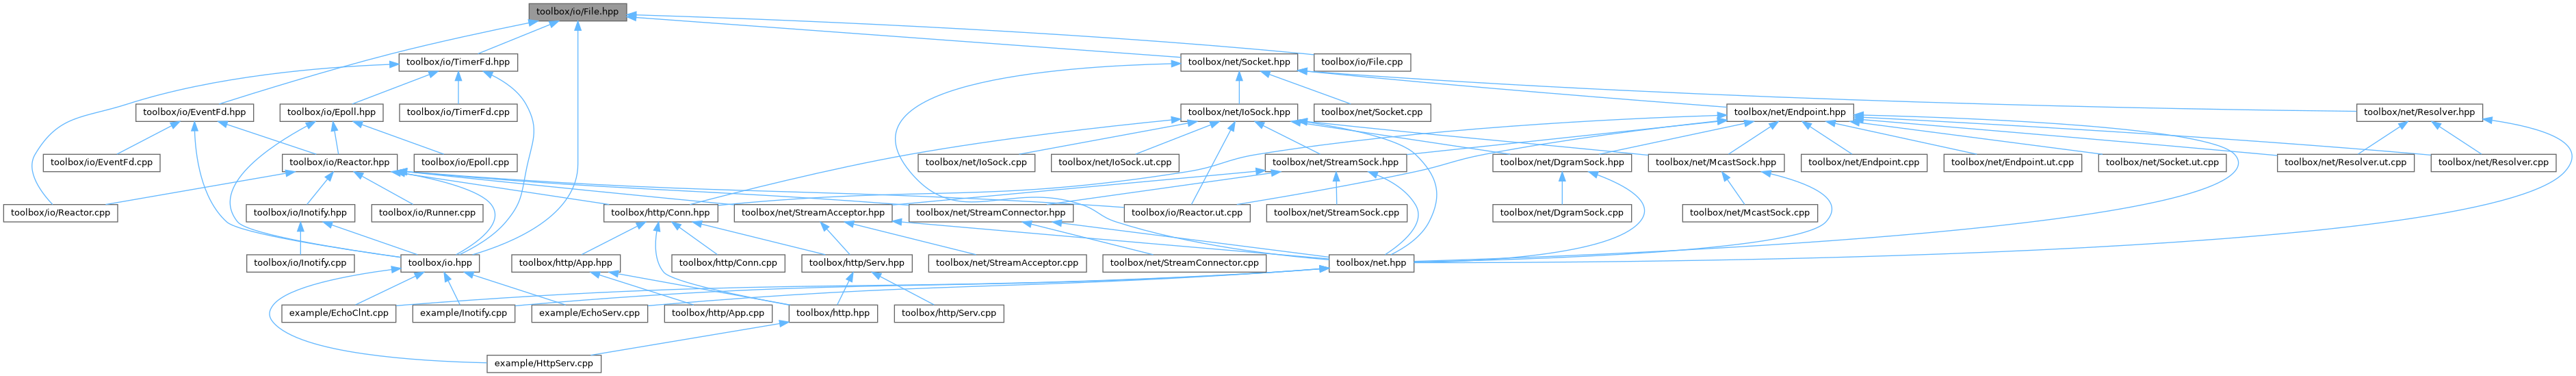 toolbox/io/File.hpp
toolbox/io/TimerFd.hpp
toolbox/net/Socket.hpp
toolbox/io/File.cpp
toolbox/io/EventFd.hpp
toolbox/io/Epoll.hpp
toolbox/io/TimerFd.cpp
toolbox/net/IoSock.hpp
toolbox/net/Socket.cpp
toolbox/net/Endpoint.hpp
toolbox/net/Resolver.hpp
toolbox/io/EventFd.cpp
toolbox/io/Reactor.hpp
toolbox/io/Epoll.cpp
toolbox/net/IoSock.cpp
toolbox/net/IoSock.ut.cpp
toolbox/net/StreamSock.hpp
toolbox/net/DgramSock.hpp
toolbox/net/McastSock.hpp
toolbox/net/Endpoint.cpp
toolbox/net/Endpoint.ut.cpp
toolbox/net/Socket.ut.cpp
toolbox/net/Resolver.ut.cpp
toolbox/net/Resolver.cpp
toolbox/io/Reactor.cpp
toolbox/io/Inotify.hpp
toolbox/io/Runner.cpp
toolbox/http/Conn.hpp
toolbox/net/StreamAcceptor.hpp
toolbox/net/StreamConnector.hpp
toolbox/io/Reactor.ut.cpp
toolbox/net/StreamSock.cpp
toolbox/net/DgramSock.cpp
toolbox/net/McastSock.cpp
toolbox/io/Inotify.cpp
toolbox/io.hpp
toolbox/http/App.hpp
toolbox/http/Conn.cpp
toolbox/http/Serv.hpp
toolbox/net/StreamAcceptor.cpp
toolbox/net/StreamConnector.cpp
toolbox/net.hpp
example/EchoClnt.cpp
example/Inotify.cpp
example/EchoServ.cpp
toolbox/http/App.cpp
toolbox/http.hpp
toolbox/http/Serv.cpp
example/HttpServ.cpp